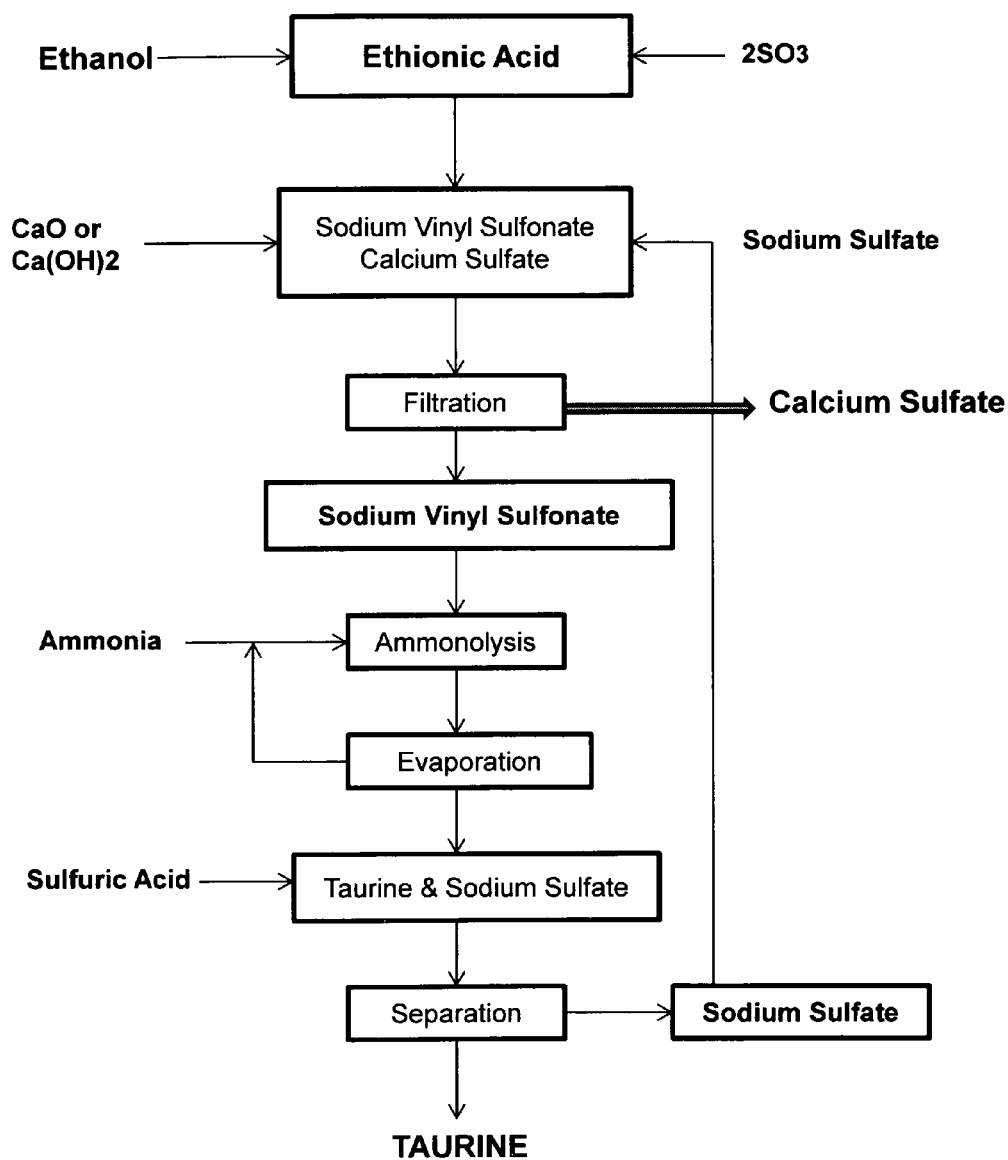 Ethanol
Ethionic Acid
2SO3
CaO or
Ca(OH)2
Sodium Vinyl Sulfonate
Calcium Sulfate
Sodium Sulfate
Filtration
Calcium Sulfate
Sodium Vinyl Sulfonate
Ammonia
Ammonolysis
Evaporation
Sulfuric Acid
Taurine & Sodium Sulfate
Separation
Sodium Sulfate
TAURINE